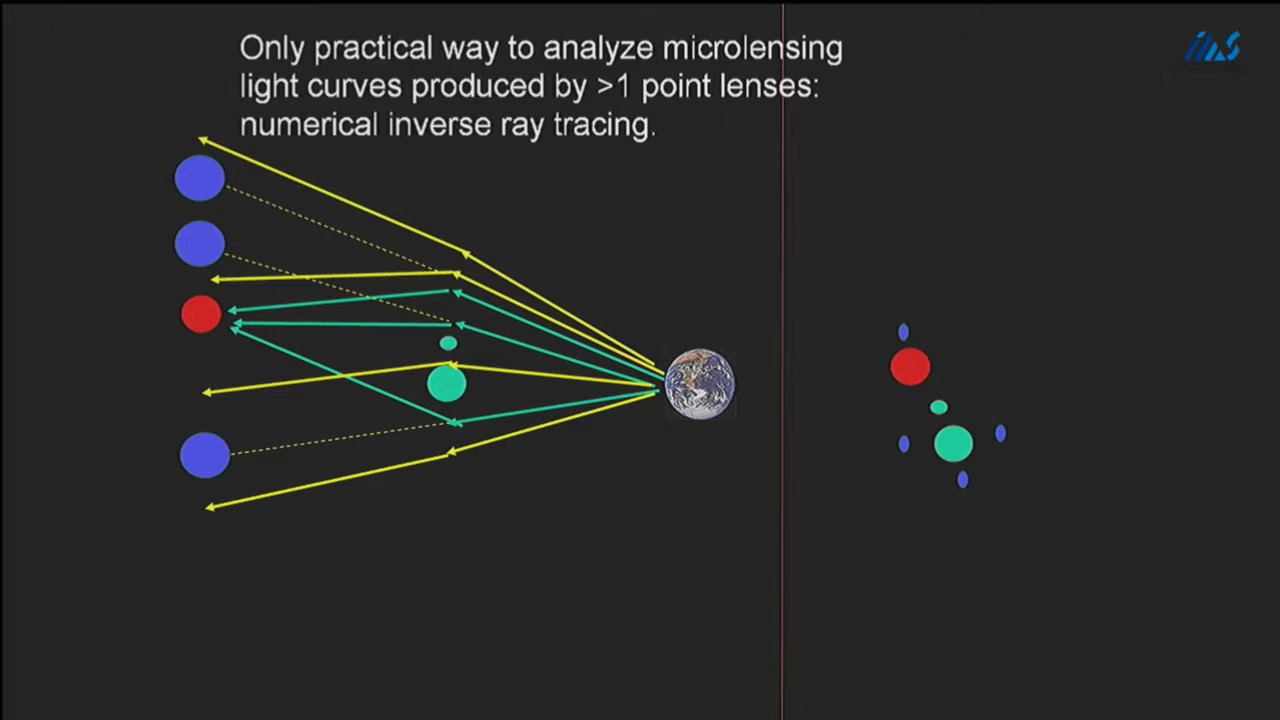 Only practical way to analyze microlensing
light curves produced by >1 point lenses:
numerical inverse ray tracing.